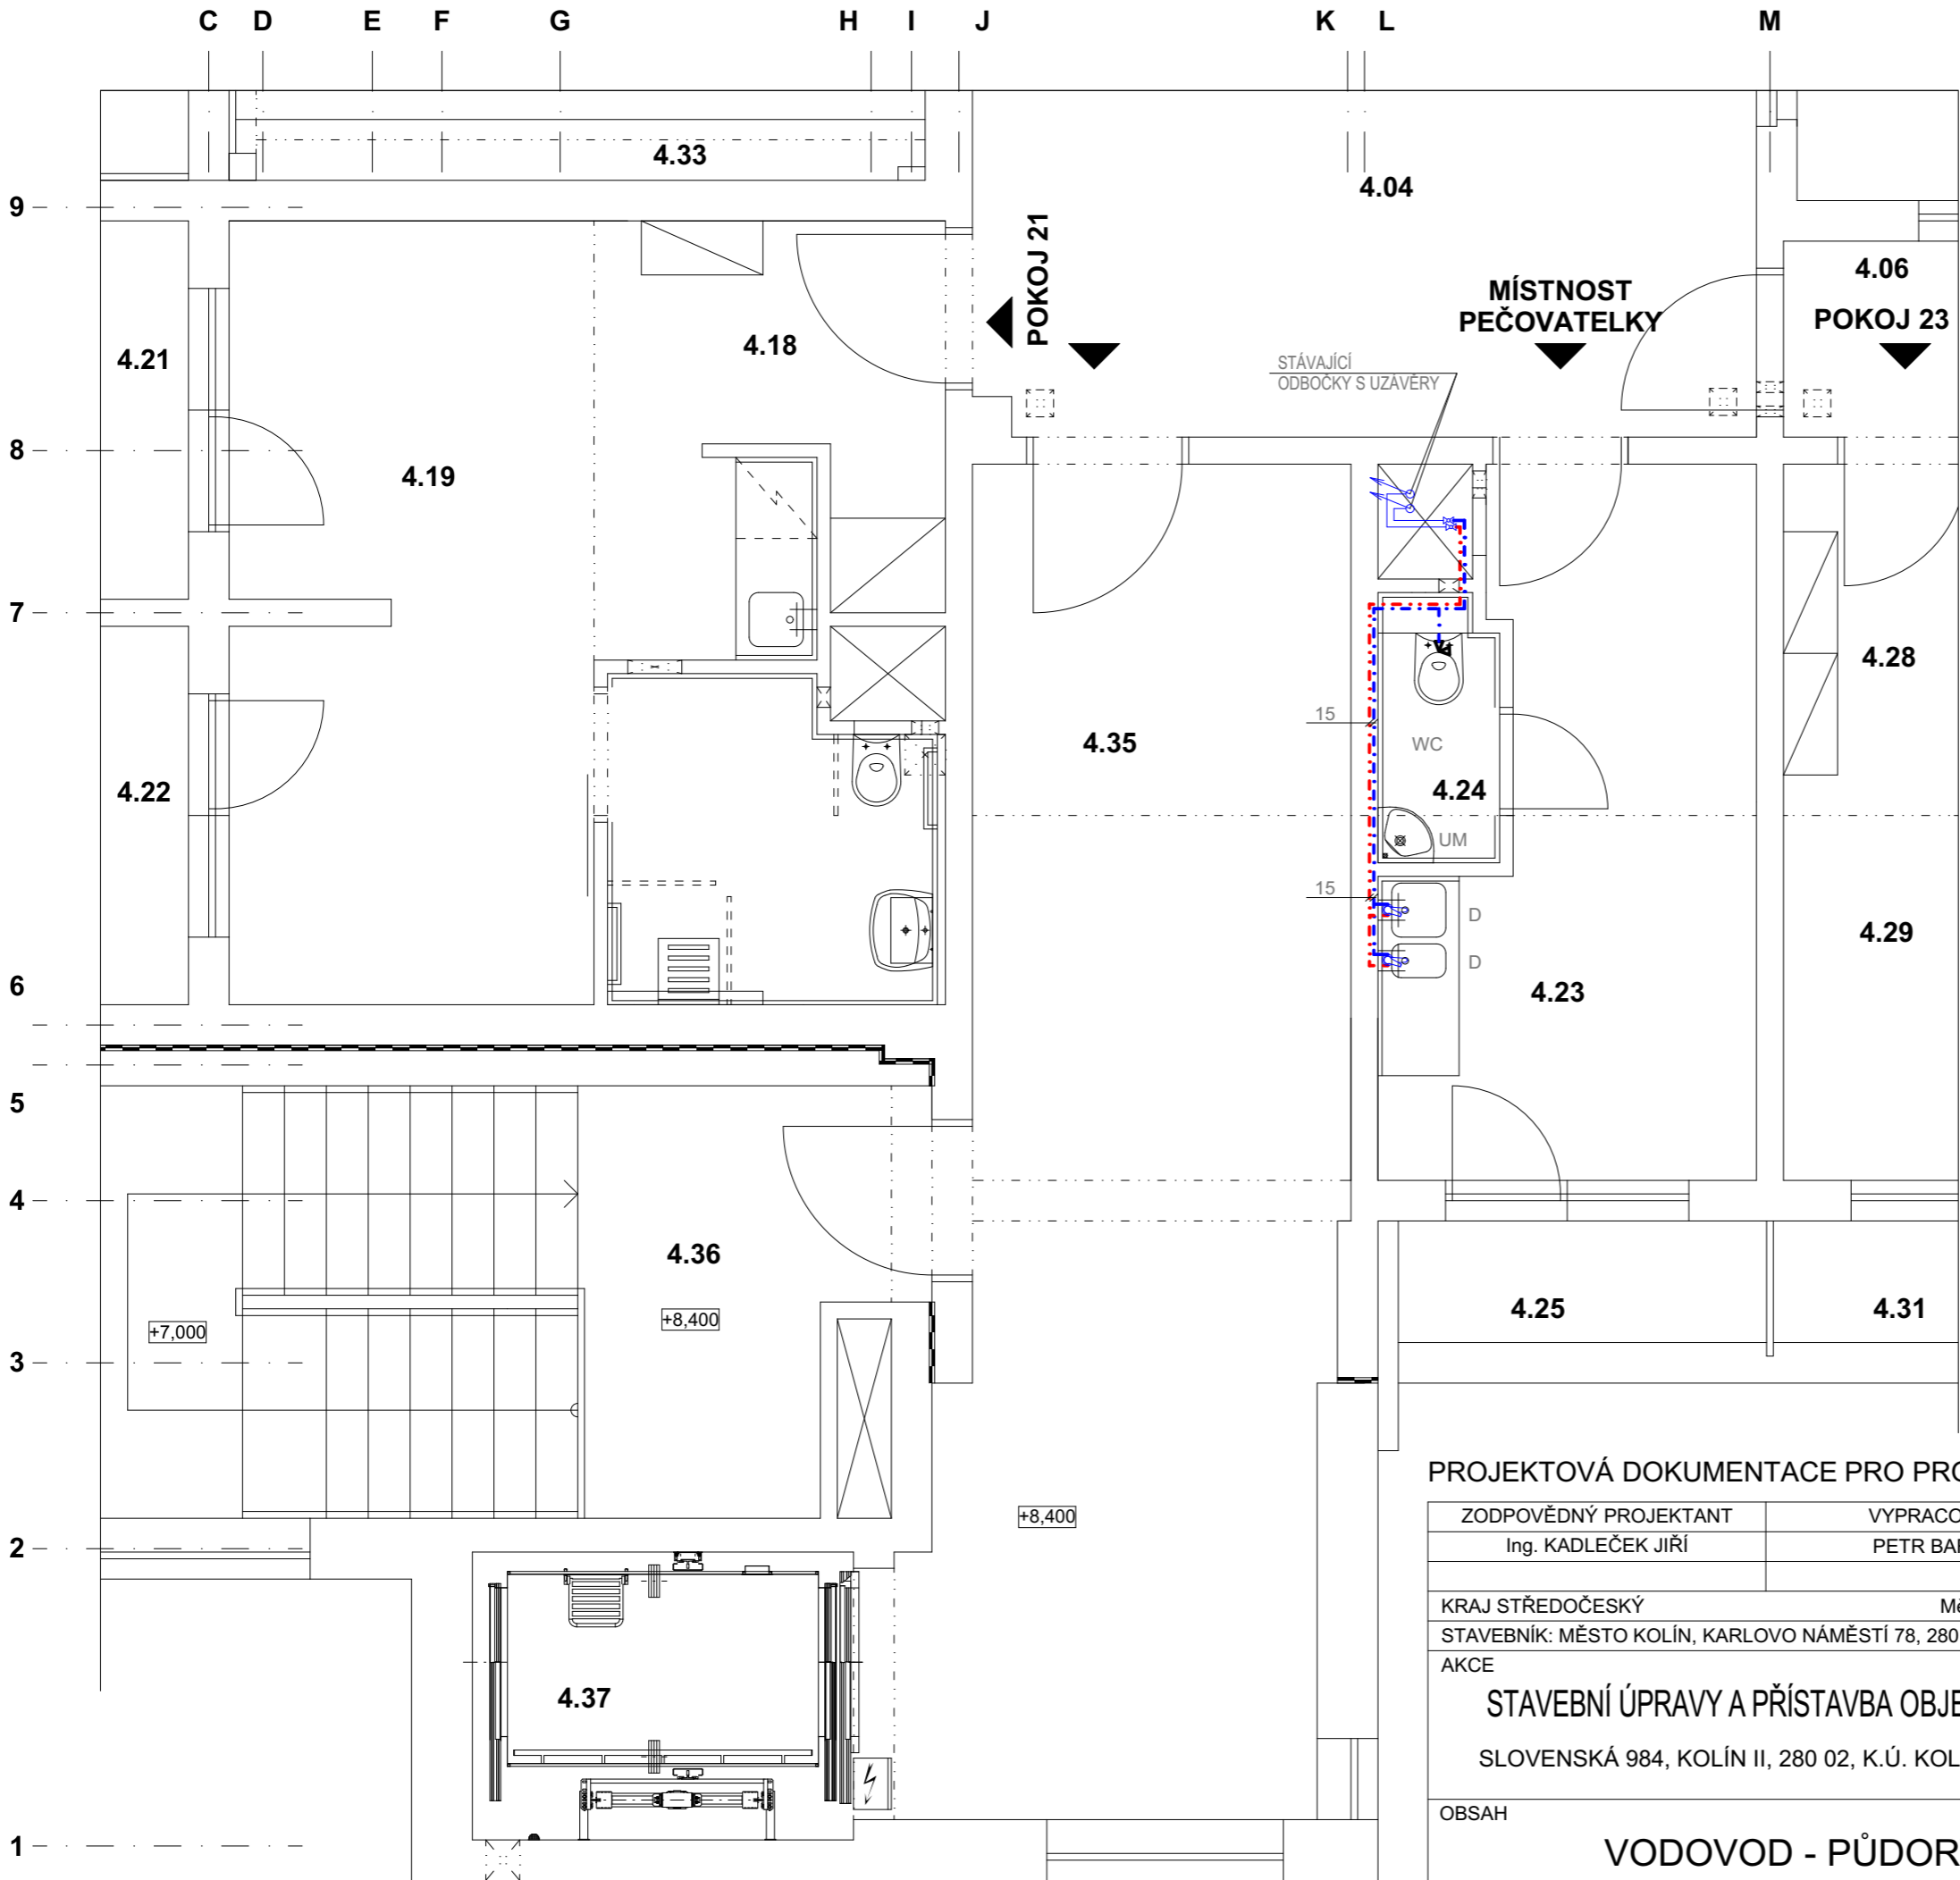 C D E F G H I J K L M
4.33
4.04
9
POKOJ 21
4.06
MÍSTNOST
PEČOVATELKY
POKOJ 23
4.21
4.18
STÁVAJÍCÍ
ODBOČKY S UZÁVĚRY
8
4.19
7
4.28
15
4.35
WC
4.22
4.24
UM
15
D
4.29
D
6
4.23
5
4
4.36
4.25
4.31
+7,000
+8,400
3
PROJEKTOVÁ DOKUMENTACE PRO PRO
+8,400
ZODPOVĚDNÝ PROJEKTANT
VYPRACO
2
Ing. KADLEČEK JIŘÍ
PETR BA
KRAJ STŘEDOČESKÝ
Mě
STAVEBNÍK: MĚSTO KOLÍN, KARLOVO NÁMĚSTÍ 78, 280
AKCE
4.37
STAVEBNÍ ÚPRAVY A PŘÍSTAVBA OBJE
SLOVENSKÁ 984, KOLÍN II, 280 02, K.Ú. KOL
OBSAH
1
VODOVOD - PŮDOR